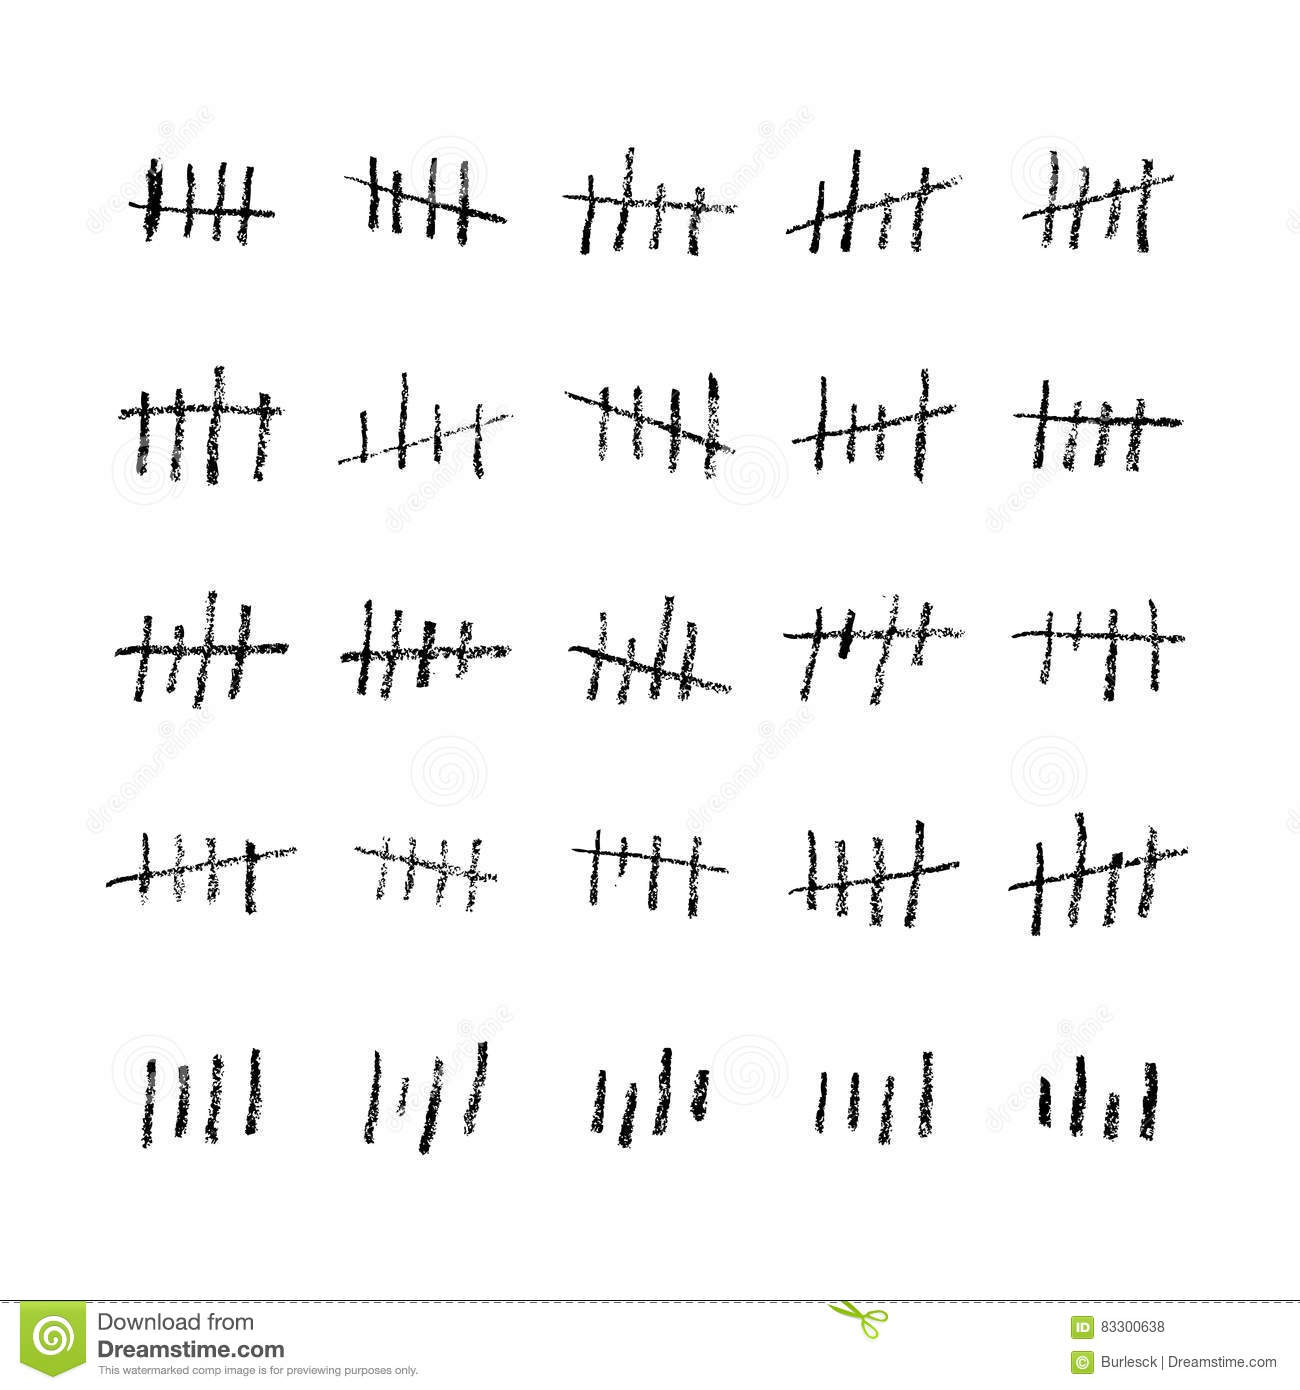 Download from
Dreamstime.com
This watermarked comp image is for previewing purposes only.
ID 83300638
© Burlesck | Dreamstime.com